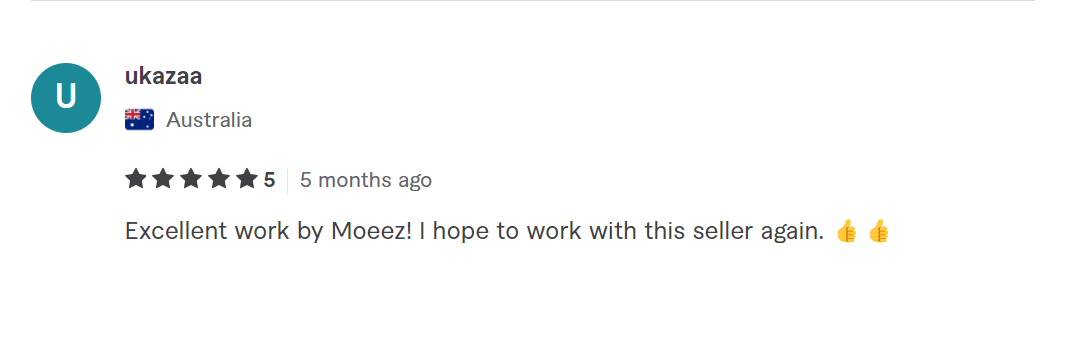 U
ukazaa
Australia
5 5 months ago
Excellent work by Moeez! I hope to work with this seller again. 👍 👍